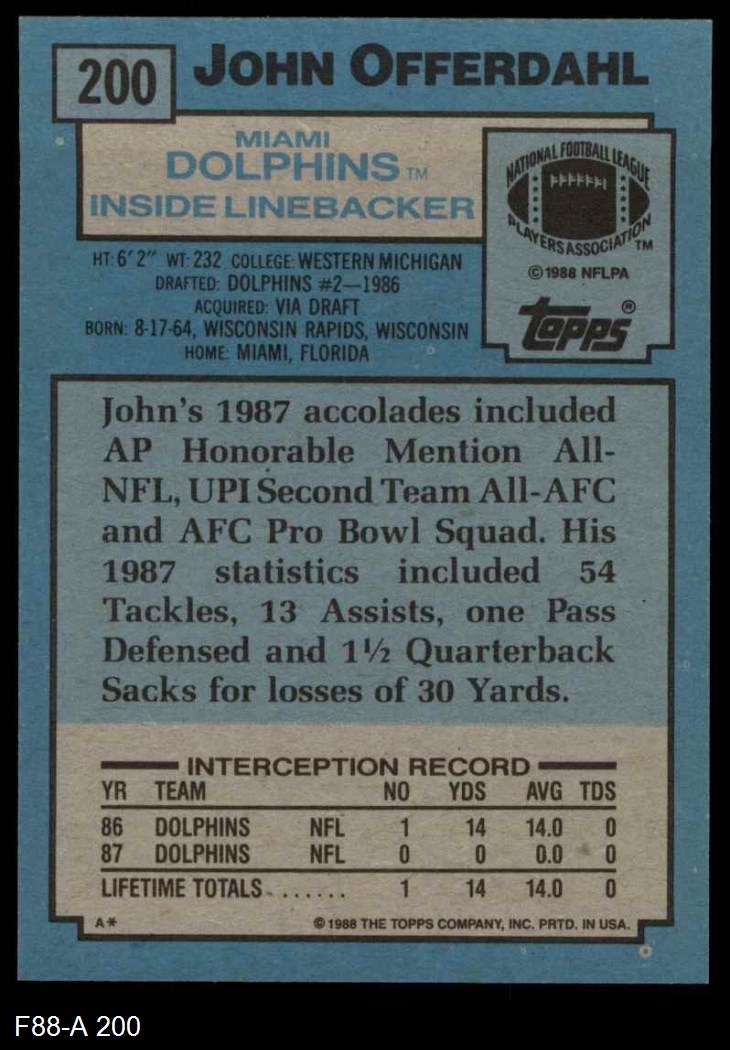 200
JOHN OFFERDAHL
MIAMI
DOLPHINS TM
INSIDE LINEBACKER
NATIONAL FOOTBALL LEAGUE
PLAYERS ASSOCIATION TM
©1988 NFLPA
topps®
HT: 6' 2" WT: 232 COLLEGE: WESTERN MICHIGAN
DRAFTED: DOLPHINS #2—1986
ACQUIRED: VIA DRAFT
BORN: 8-17-64, WISCONSIN RAPIDS, WISCONSIN
HOME: MIAMI, FLORIDA
John's 1987 accolades included
AP Honorable Mention All-
NFL, UPI Second Team All-AFC
and AFC Pro Bowl Squad. His
1987 statistics included 54
Tackles, 13 Assists, one Pass
Defensed and 1½ Quarterback
Sacks for losses of 30 Yards.
INTERCEPTION RECORD
YR TEAM NO YDS AVG TDS
86 DOLPHINS NFL 1 14 14.0 0
87 DOLPHINS NFL 0 0 0.0 0
LIFETIME TOTALS....... 1 14 14.0 0
A* ©1988 THE TOPPS COMPANY, INC. PRTD. IN USA.
F88-A 200